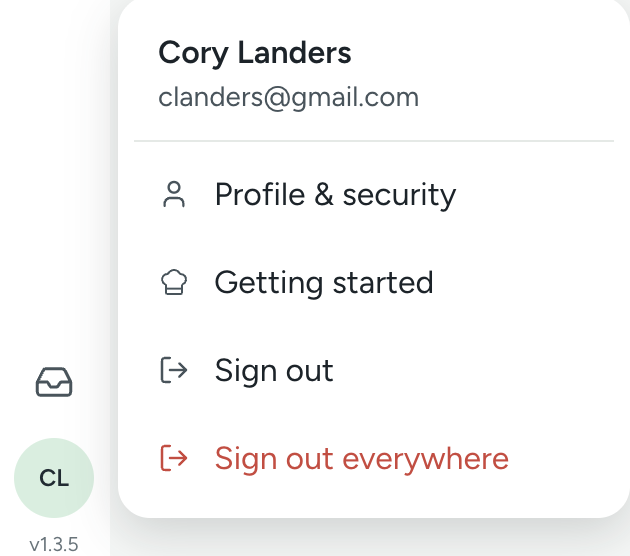 Cory Landers
clanders@gmail.com
Profile & security
Getting started
Sign out
Sign out everywhere
CL
v1.3.5